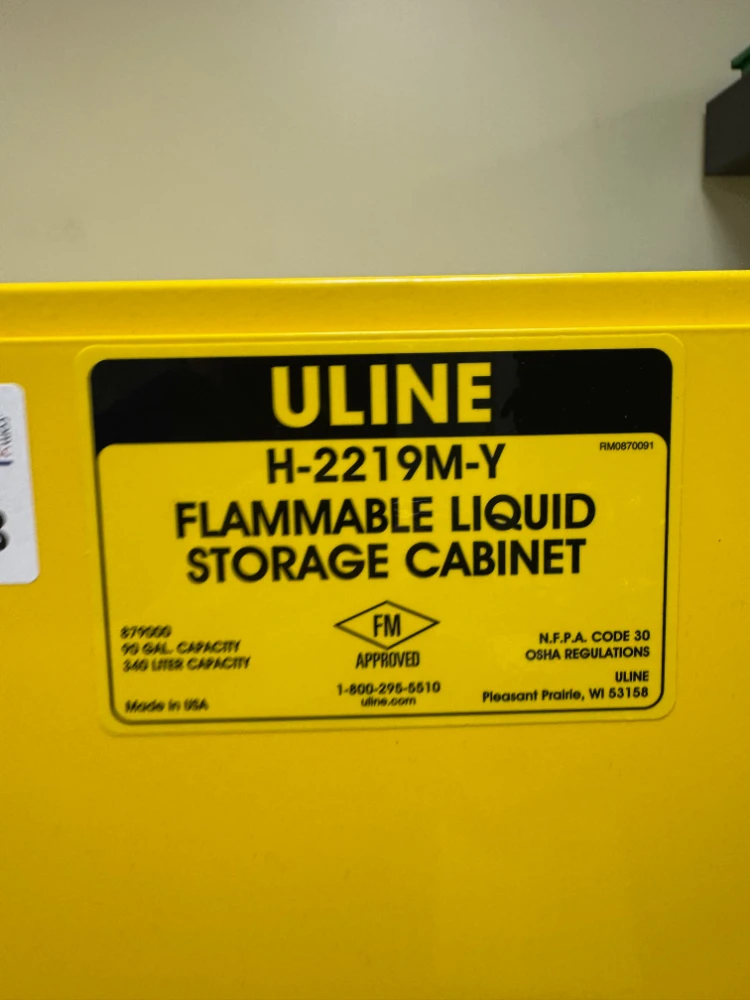 ULINE
RM0870091
H-2219M-Y
FLAMMABLE LIQUID
STORAGE CABINET
879000
90 GAL. CAPACITY
340 LITER CAPACITY
Made in USA
FM
APPROVED
1-800-295-5510
uline.com
N.F.P.A. CODE 30
OSHA REGULATIONS
ULINE
Pleasant Prairie, WI 53158